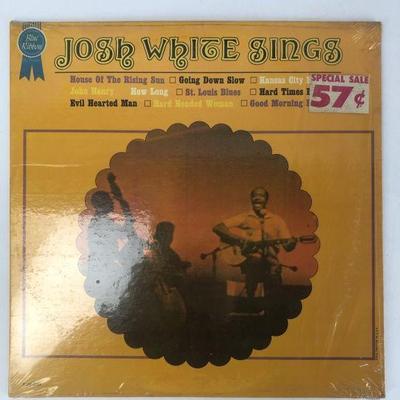 Blue
Ribbon
JOSH WHITE SINGS
House Of The Rising Sun □ Going Down Slow □ Kansas City
John Henry How Long □ St. Louis Blues □ Hard Times
Evil Hearted Man □ Hard Headed Woman □ Good Morning
SPECIAL SALE
57¢